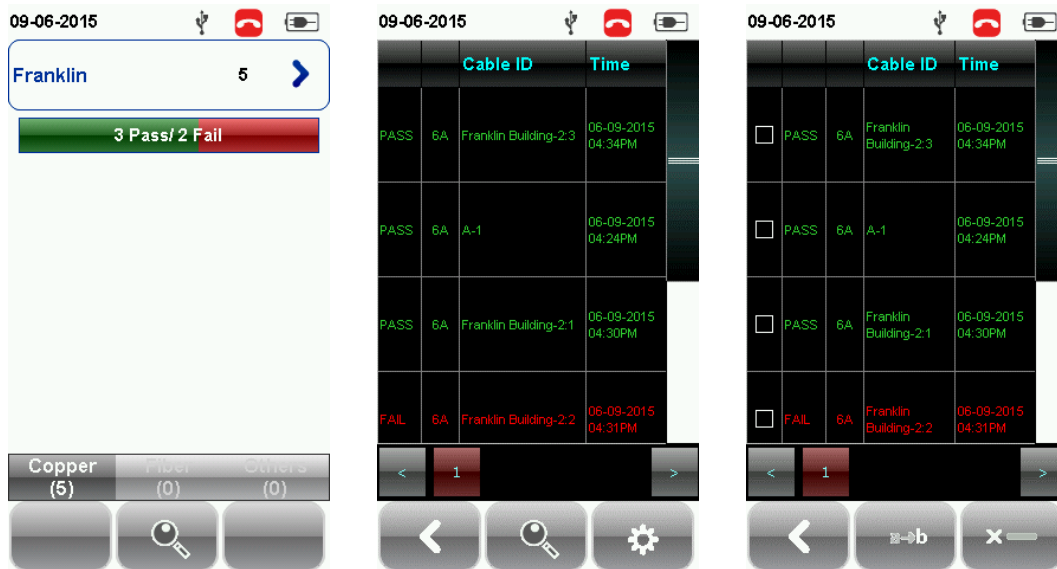 09-06-2015
Franklin 5
3 Pass/ 2 Fail
Copper (5) Fiber (0) Others (0)
09-06-2015
Cable ID Time
PASS 6A Franklin Building-2:3 06-09-2015 04:34PM
PASS 6A A-1 06-09-2015 04:24PM
PASS 6A Franklin Building-2:1 06-09-2015 04:30PM
FAIL 6A Franklin Building-2:2 06-09-2015 04:31PM
< 1 >
09-06-2015
Cable ID Time
PASS 6A Franklin Building-2:3 06-09-2015 04:34PM
PASS 6A A-1 06-09-2015 04:24PM
PASS 6A Franklin Building-2:1 06-09-2015 04:30PM
FAIL 6A Franklin Building-2:2 06-09-2015 04:31PM
< 1 >
b